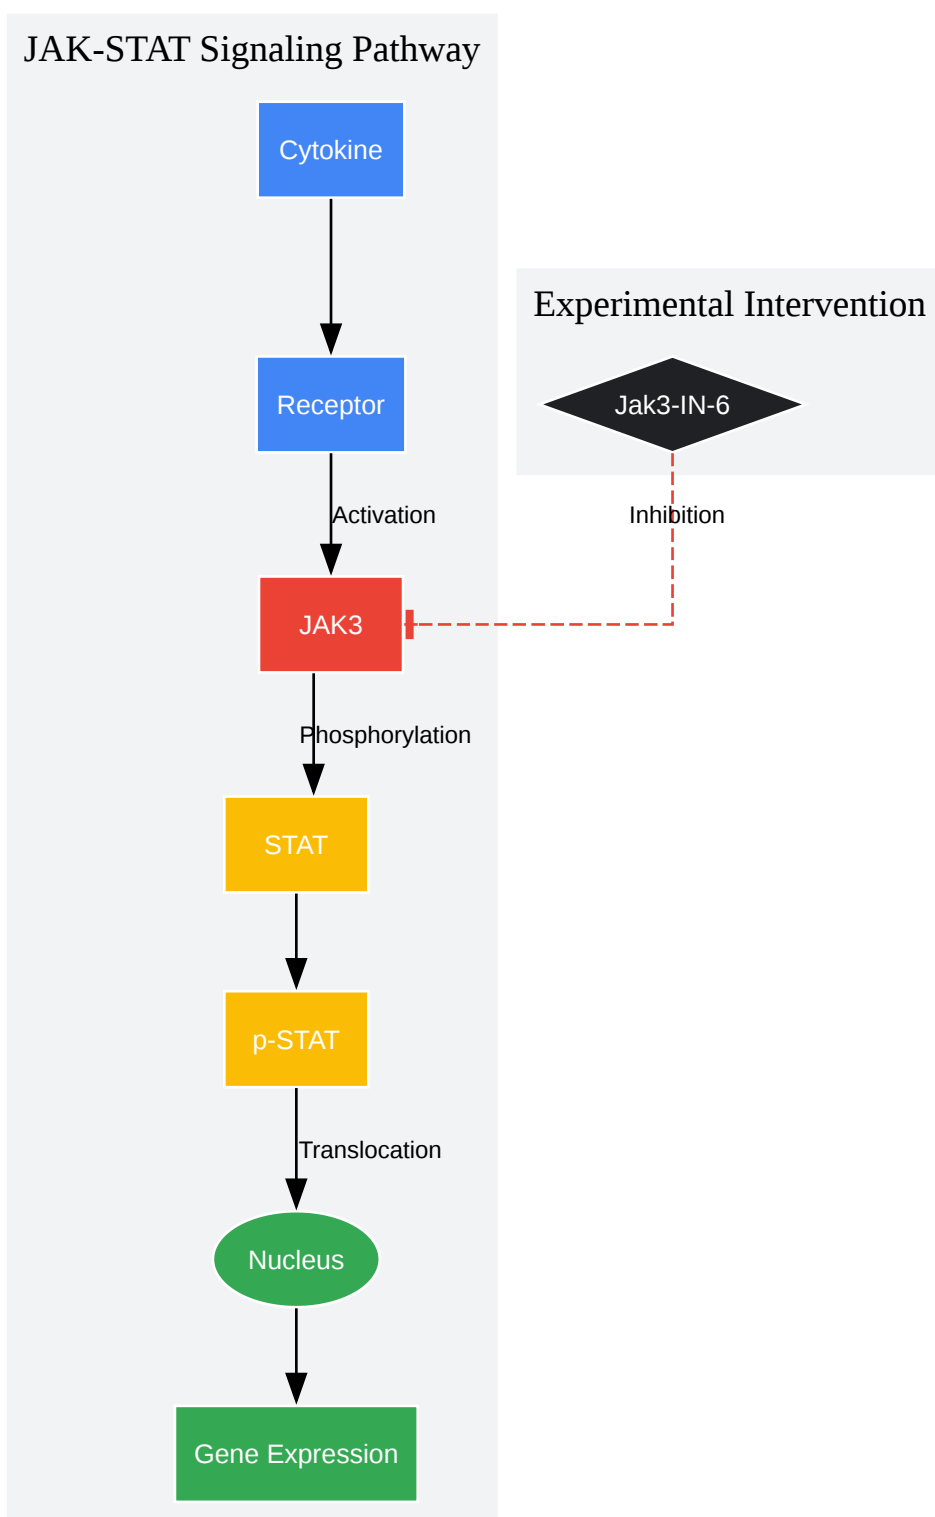 JAK-STAT Signaling Pathway
Cytokine
Experimental Intervention
Receptor
Jak3-IN-6
Activation
Inhibition
JAK3
Phosphorylation
STAT
p-STAT
Translocation
Nucleus
Gene Expression